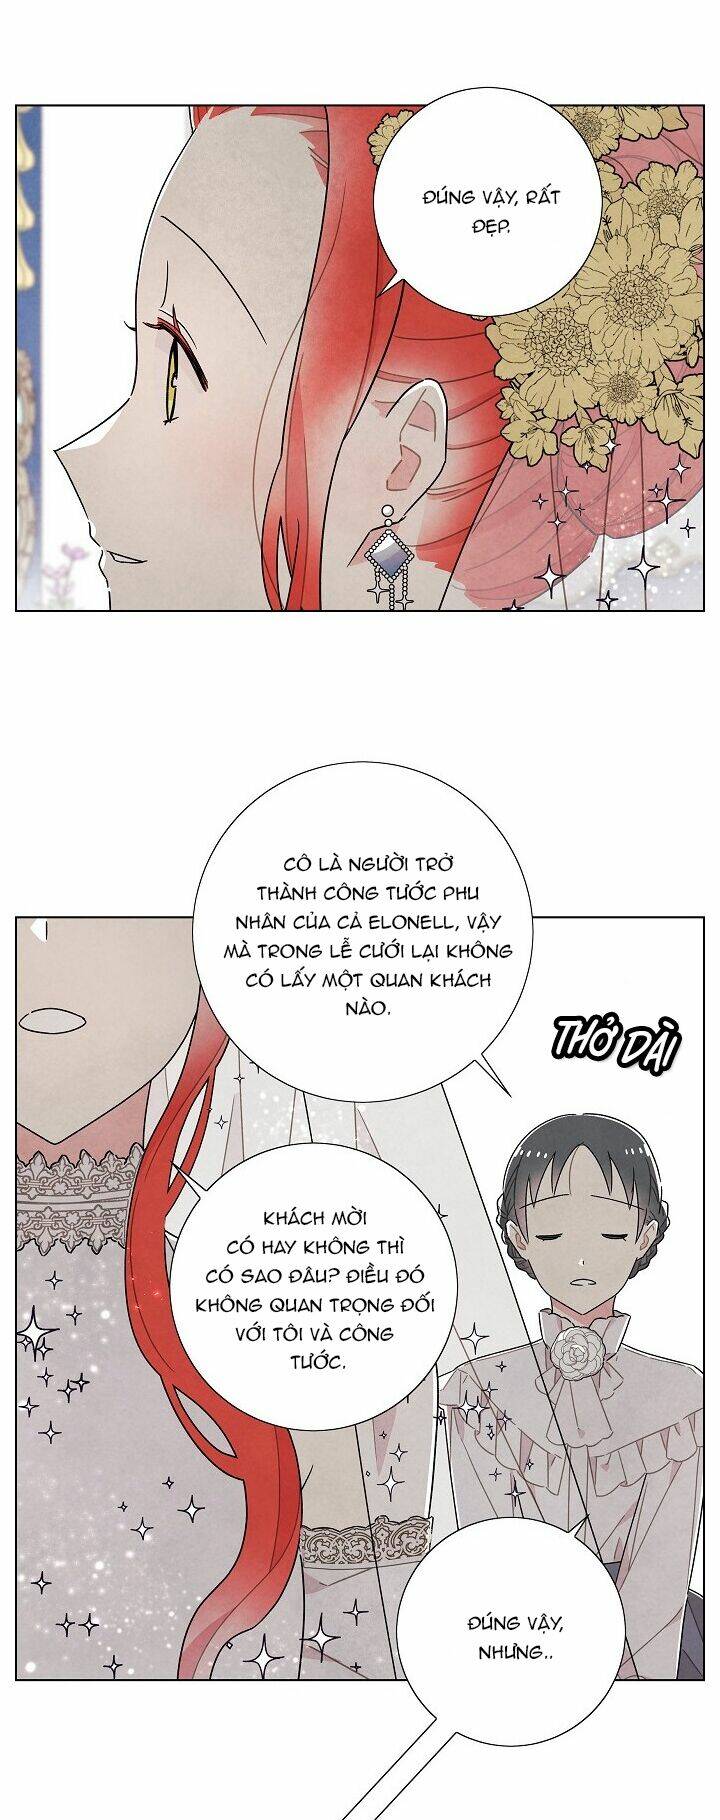 ĐÚNG VẬY, RẤT
ĐẸP.
CÔ LÀ NGƯỜI TRỞ
THÀNH CÔNG TƯỚC PHU
NHÂN CỦA CẢ ELONELL, VẬY
MÀ TRONG LỄ CƯỚI LẠI KHÔNG
CÓ LẤY MỘT QUAN KHÁCH
NÀO.
THỞ DÀI
KHÁCH MỜI
CÓ HAY KHÔNG THÌ
CÓ SAO ĐÂU? ĐIỀU ĐÓ
KHÔNG QUAN TRỌNG ĐỐI
VỚI TÔI VÀ CÔNG
TƯỚC.
ĐÚNG VẬY,
NHƯNG..